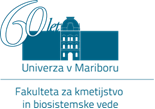 60 let
Univerza v Mariboru
Fakulteta za kmetijstvo
in biosistemske vede